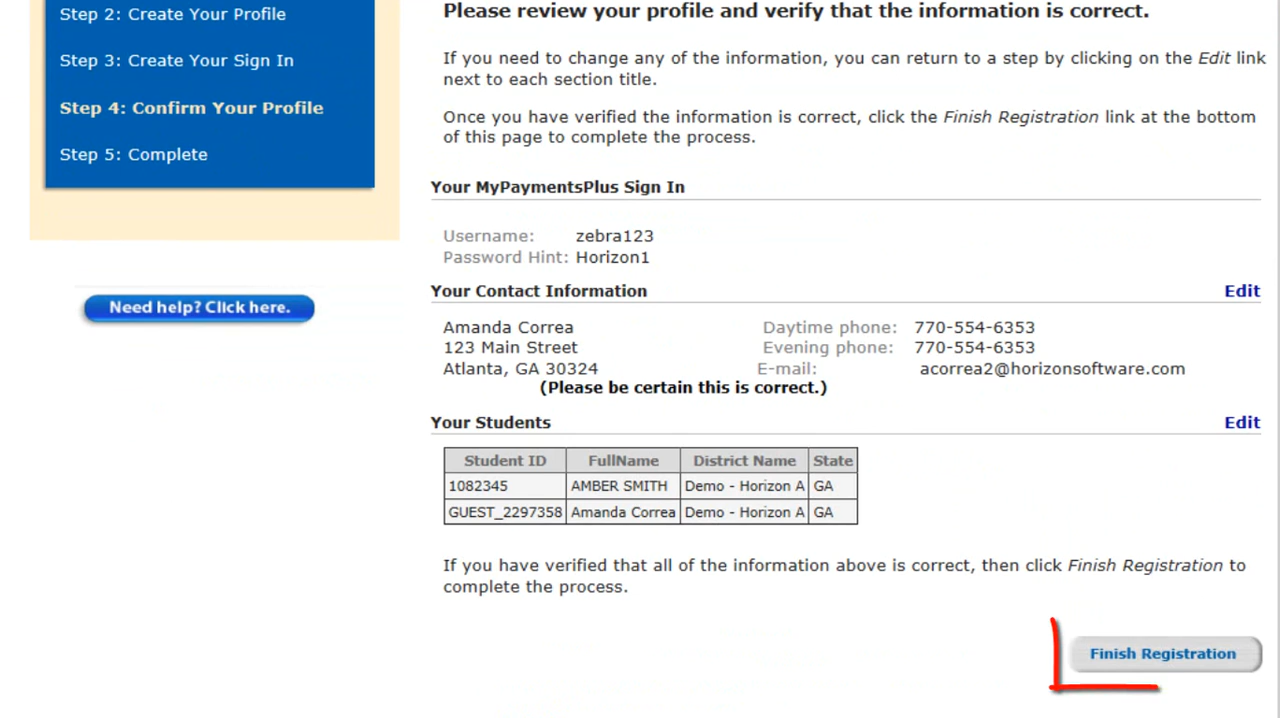 Step 2: Create Your Profile
Step 3: Create Your Sign In
Step 4: Confirm Your Profile
Step 5: Complete
Need help? Click here.
Please review your profile and verify that the information is correct.
If you need to change any of the information, you can return to a step by clicking on the Edit link
next to each section title.
Once you have verified the information is correct, click the Finish Registration link at the bottom
of this page to complete the process.
Your MyPaymentsPlus Sign In
Username: zebra123
Password Hint: Horizon1
Your Contact Information Edit
Amanda Correa Daytime phone: 770-554-6353
123 Main Street Evening phone: 770-554-6353
Atlanta, GA 30324 E-mail: acorrea2@horizonsoftware.com
(Please be certain this is correct.)
Your Students Edit
Student ID FullName District Name State
1082345 AMBER SMITH Demo - Horizon A GA
GUEST_2297358 Amanda Correa Demo - Horizon A GA
If you have verified that all of the information above is correct, then click Finish Registration to
complete the process.
Finish Registration